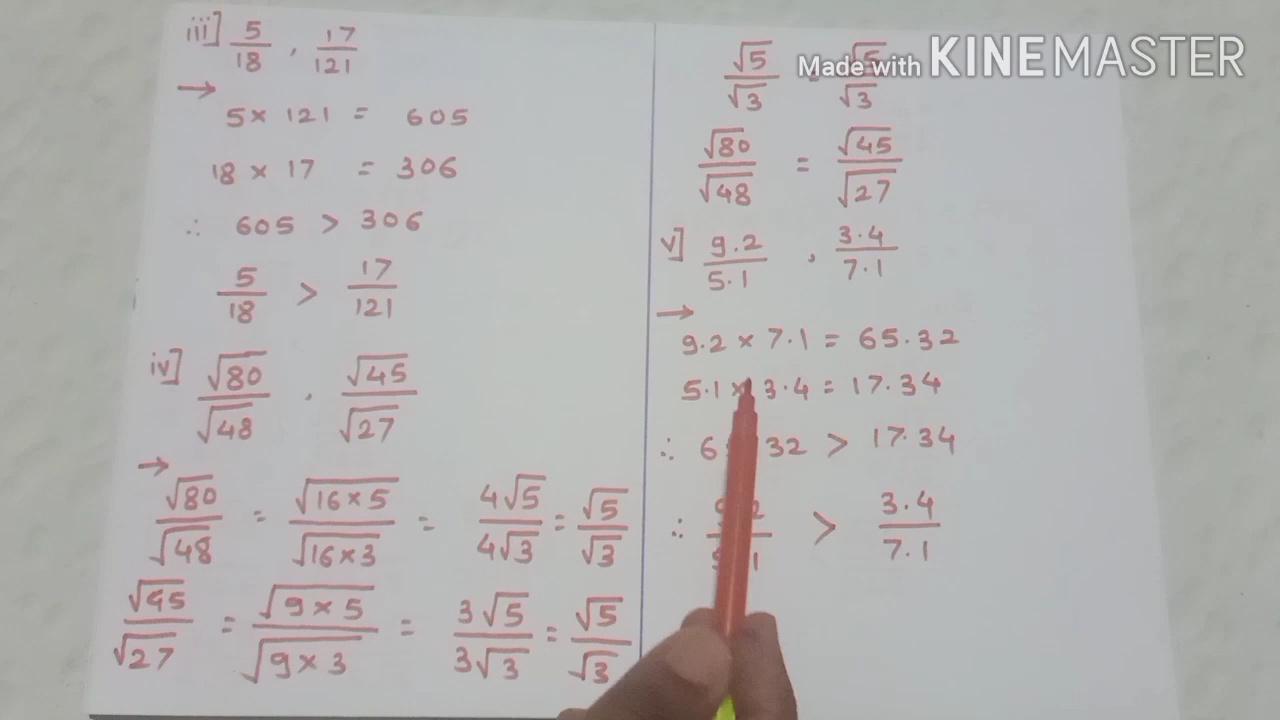 iii] 5/18 , 17/121
→
5 × 121 = 605
18 × 17 = 306
∴ 605 > 306
5/18 > 17/121
iv] √80/√48 , √45/√27
→
√80/√48 = √16×5/√16×3 = 4√5/4√3 = √5/√3
√45/√27 = √9×5/√9×3 = 3√5/3√3 = √5/√3
√5/√3 = √5/√3
√80/√48 = √45/√27
v] 9.2/5.1 , 3.4/7.1
→
9.2 × 7.1 = 65.32
5.1 × 3.4 = 17.34
∴ 6 32 > 17.34
∴ > 3.4/7.1
Made with KINEMASTER